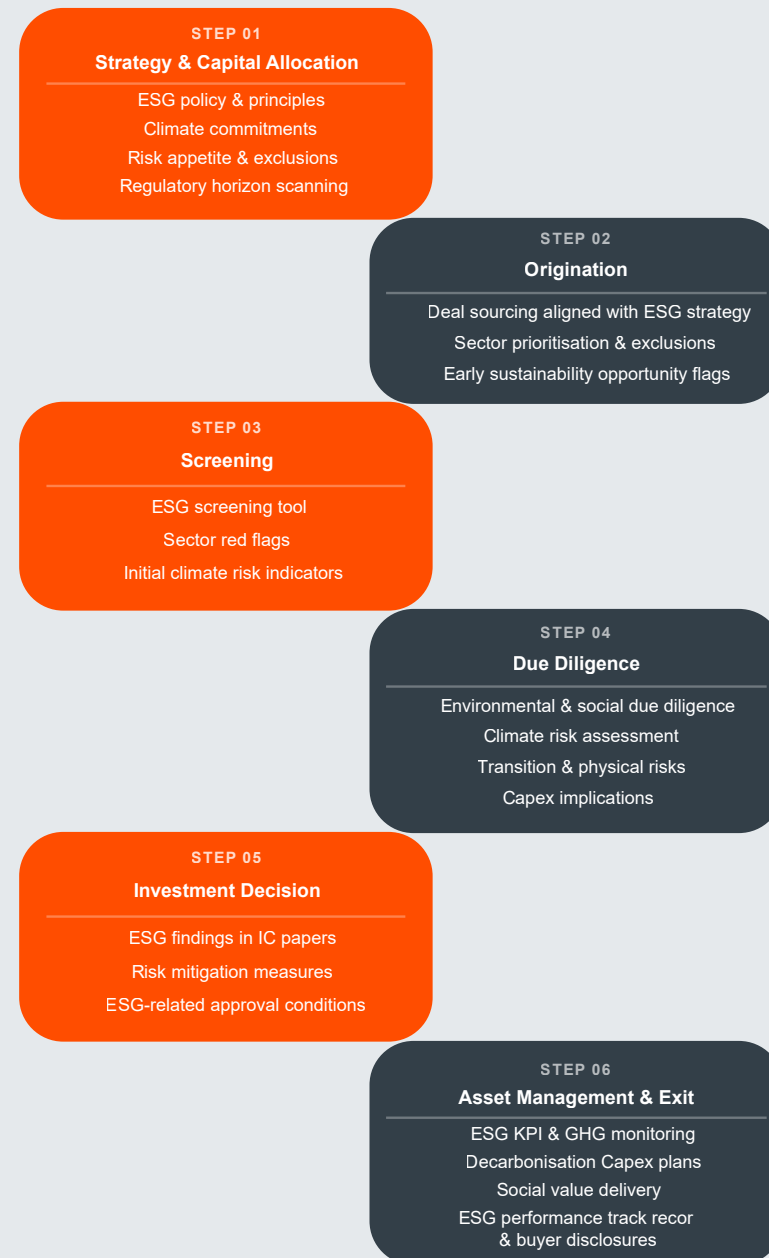 STEP 01
Strategy & Capital Allocation
ESG policy & principles
Climate commitments
Risk appetite & exclusions
Regulatory horizon scanning
STEP 02
Origination
Deal sourcing aligned with ESG strategy
Sector prioritisation & exclusions
Early sustainability opportunity flags
STEP 03
Screening
ESG screening tool
Sector red flags
Initial climate risk indicators
STEP 04
Due Diligence
Environmental & social due diligence
Climate risk assessment
Transition & physical risks
Capex implications
STEP 05
Investment Decision
ESG findings in IC papers
Risk mitigation measures
ESG-related approval conditions
STEP 06
Asset Management & Exit
ESG KPI & GHG monitoring
Decarbonisation Capex plans
Social value delivery
ESG performance track recor
& buyer disclosures